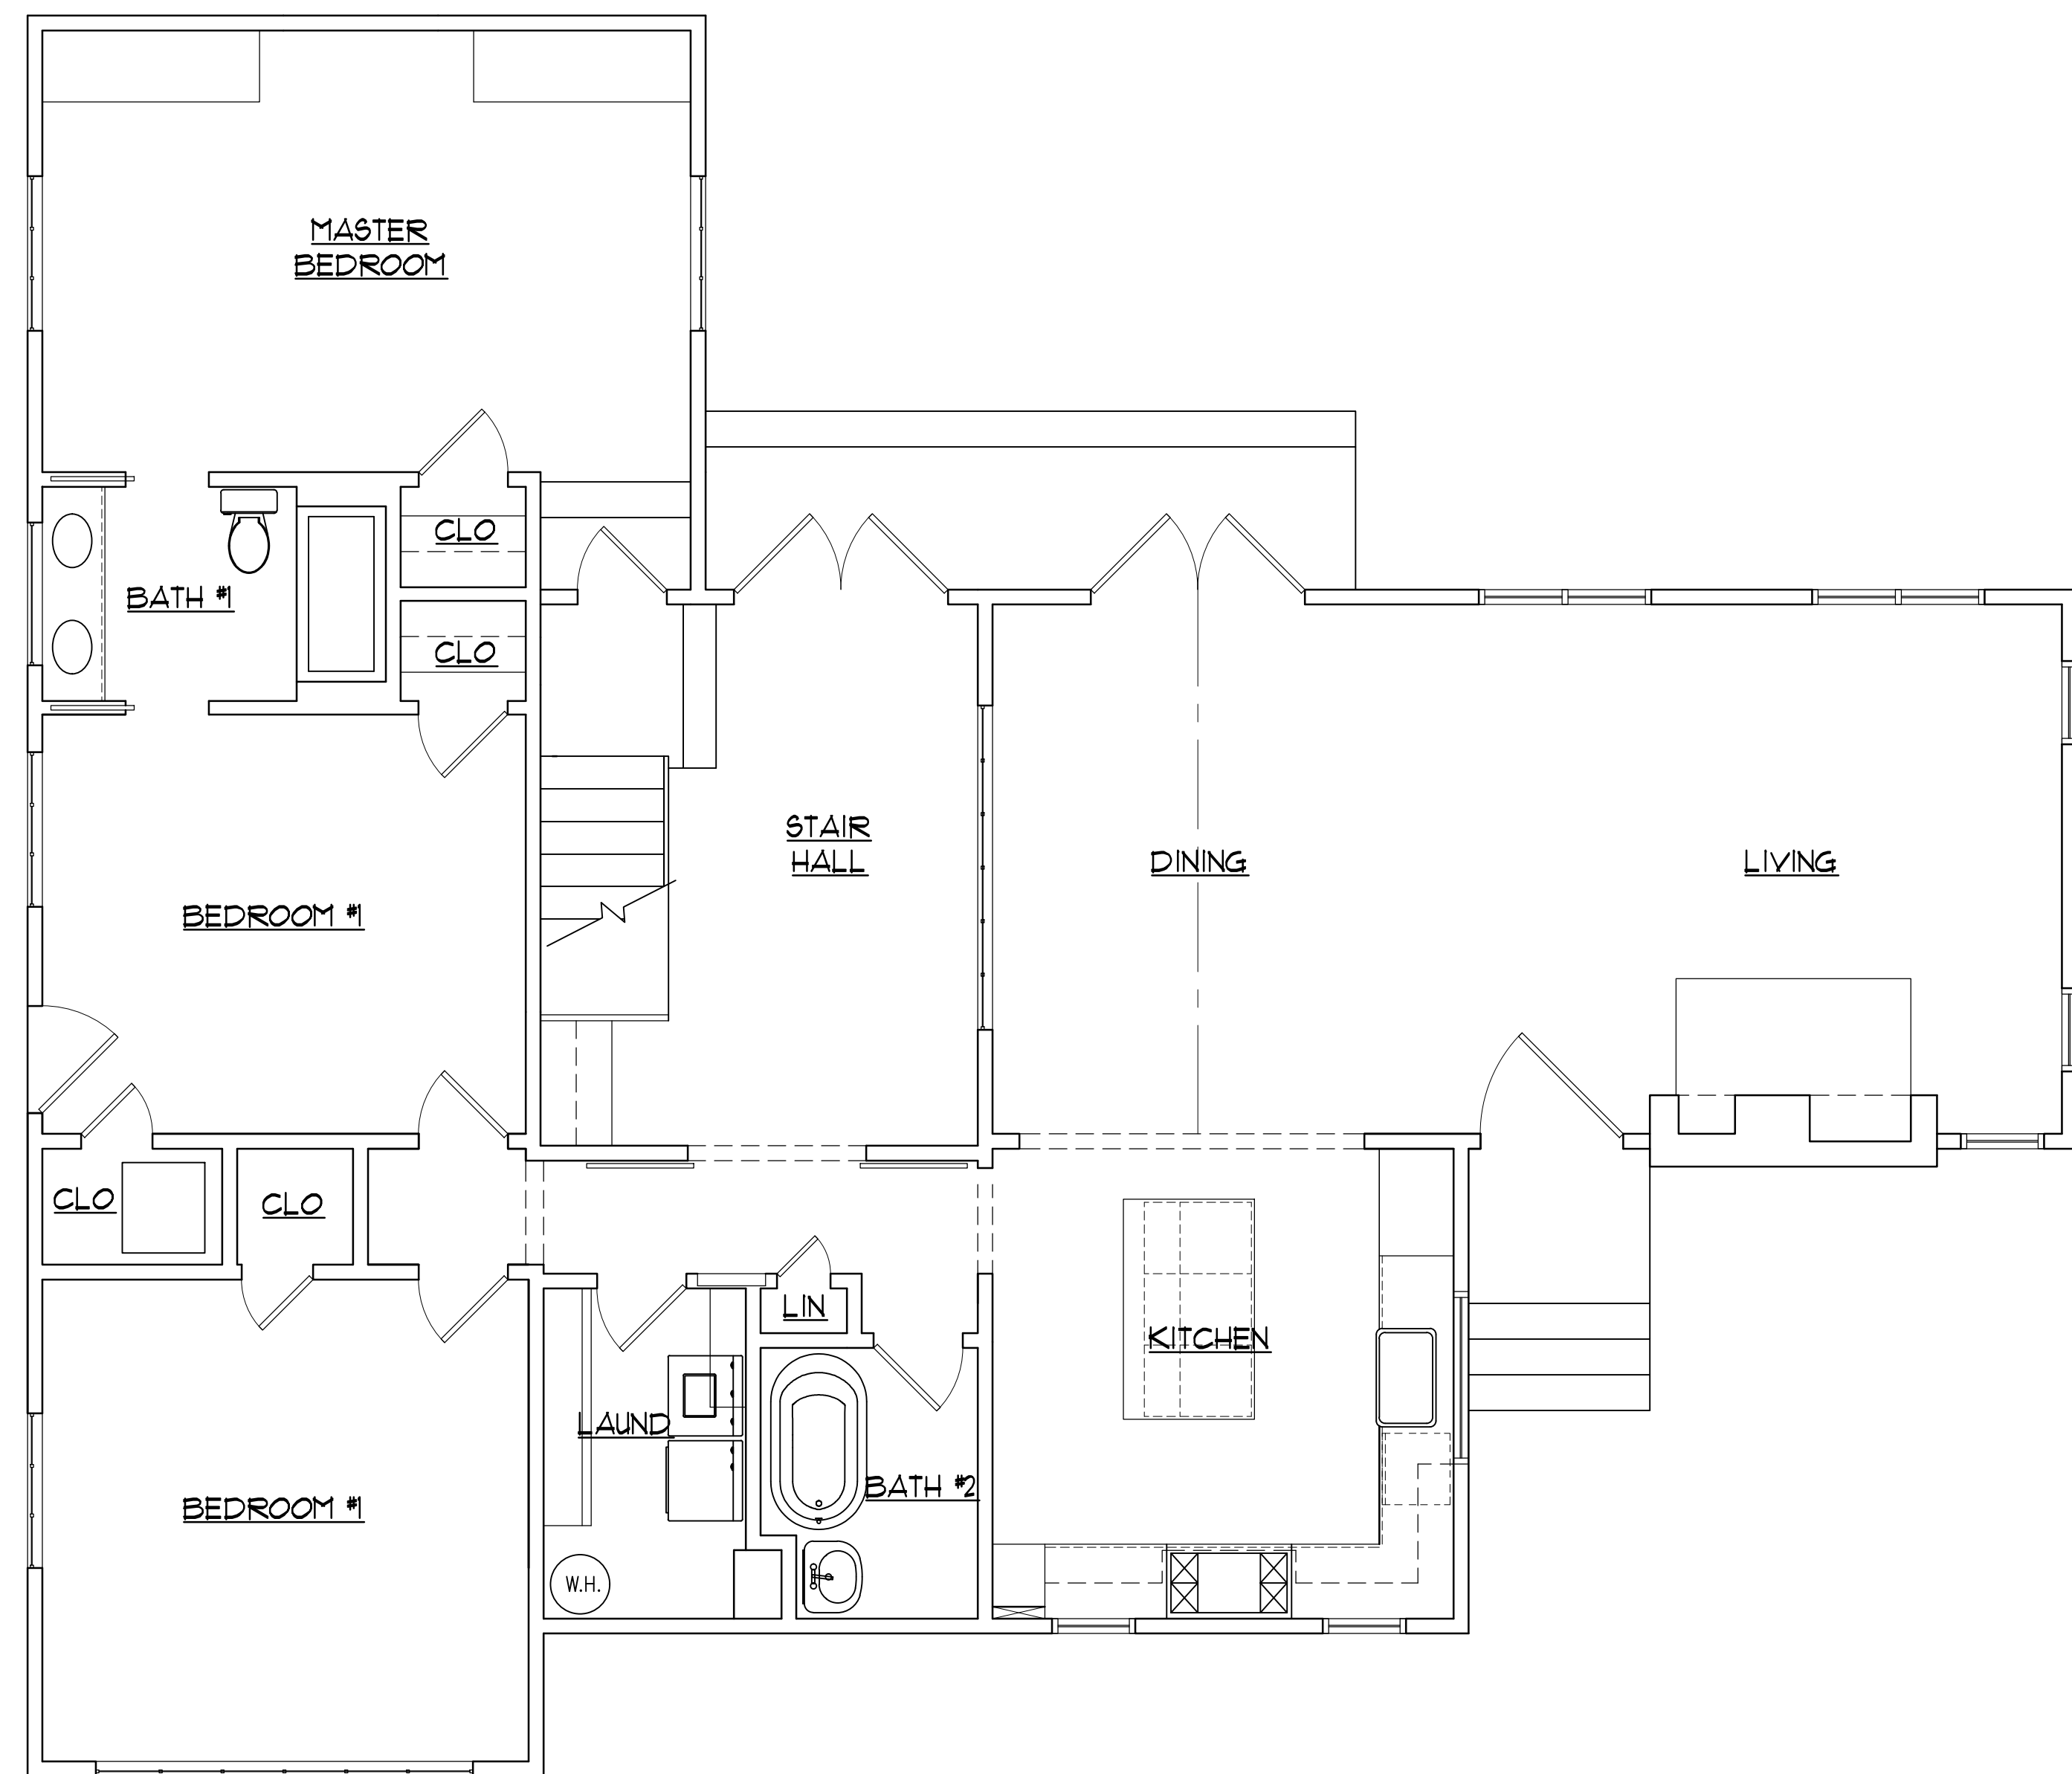 MASTER
BEDROOM
CLO
BATH #1
CLO
STAIR
HALL
DINING
LIVING
BEDROOM #1
CLO
CLO
LIN
KITCHEN
LAUND
BATH #2
BEDROOM #1
W.H.